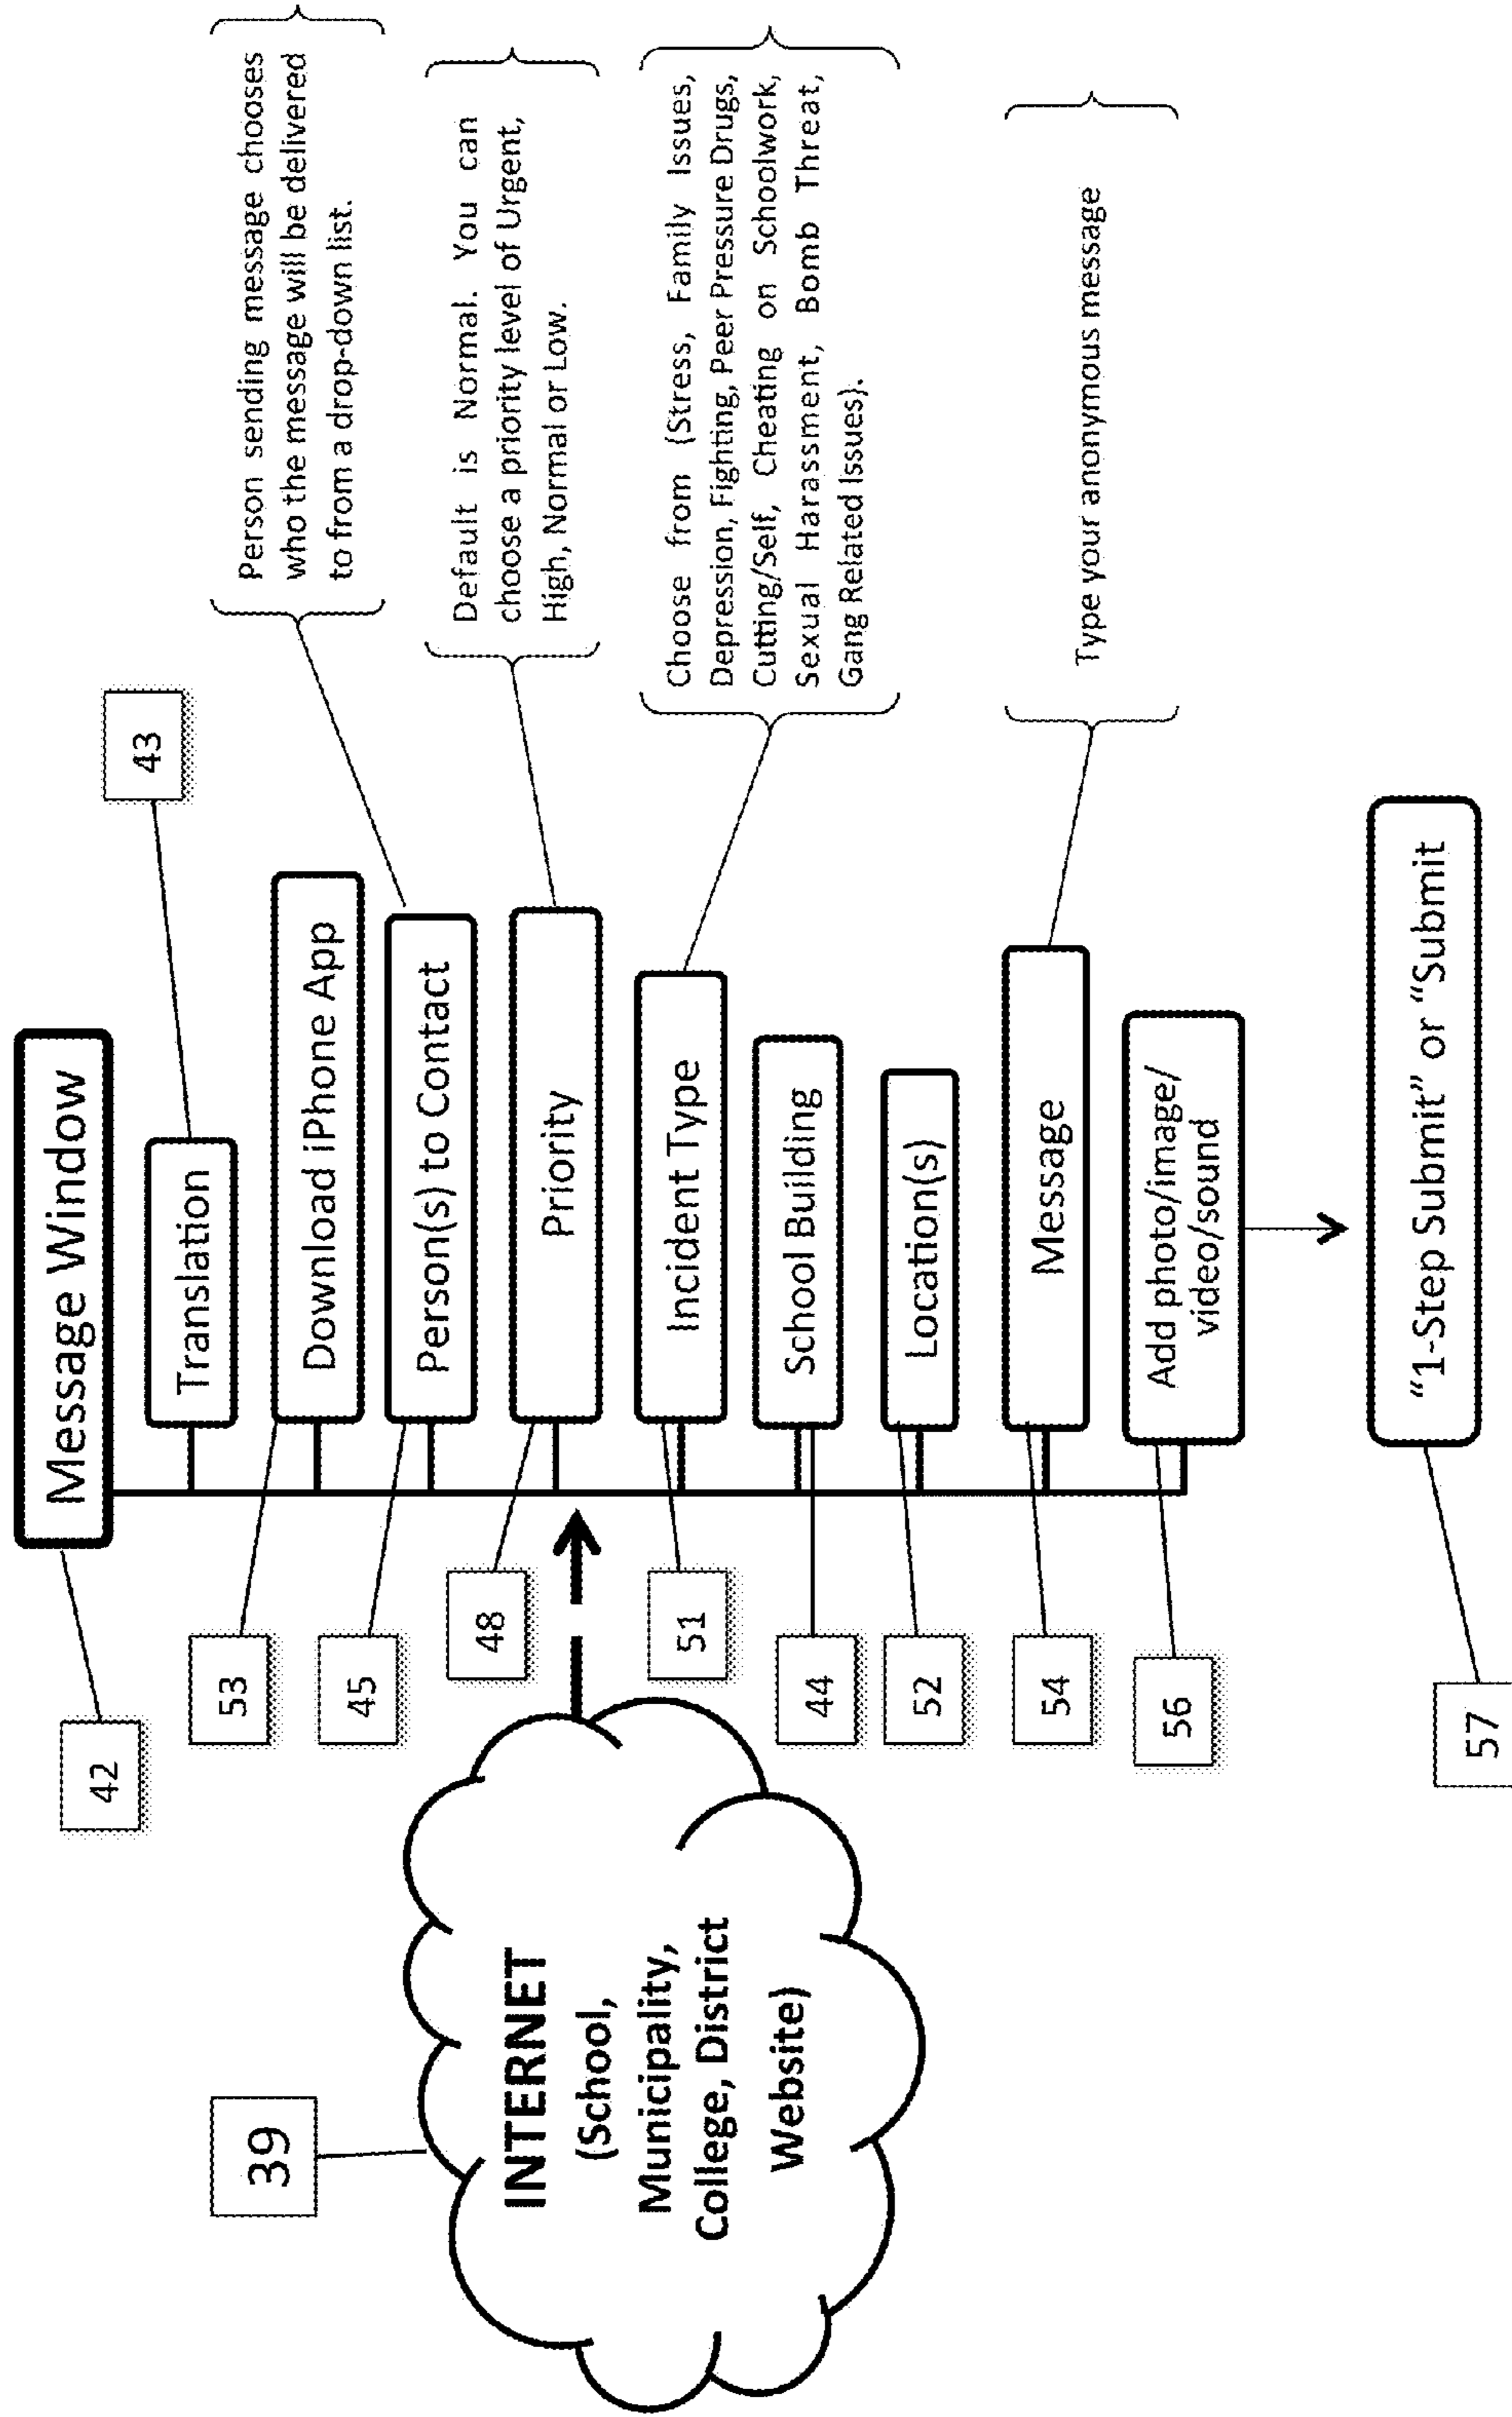 Message Window
42
Translation
43
53
Download iPhone App
45
Person(s) to Contact
Person sending message chooses
who the message will be delivered
to from a drop-down list.
48
Priority
Default is Normal. You can
choose a priority level of Urgent,
High, Normal or Low.
51
Incident Type
Choose from (Stress, Family Issues,
Depression, Fighting, Peer Pressure Drugs,
Cutting/Self, Cheating on Schoolwork,
Sexual Harassment, Bomb Threat,
Gang Related Issues).
39
INTERNET
(School,
Municipality,
College, District
Website)
44
School Building
52
Location(s)
54
Message
Type your anonymous message
56
Add photo/image/
video/sound
57
“1-Step Submit” or “Submit